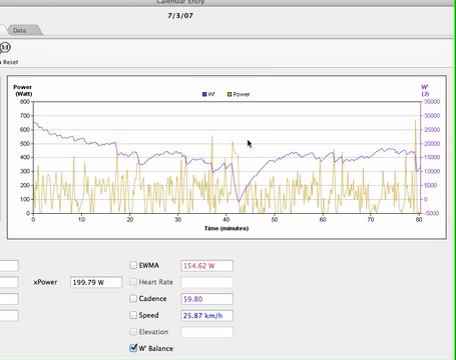 Calendar Entry
7/3/07
Data
Reset
Power
(Watt)
W'
(J)
W' Power
800 35000
700 30000
600 25000
500 20000
400 15000
300 10000
200 5000
100 0
0 -5000
0 10 20 30 40 50 60 70 80
Time (minutes)
EWMA 154.62 W
xPower 199.79 W
Heart Rate
Cadence 59.80
Speed 25.87 km/h
Elevation
W' Balance